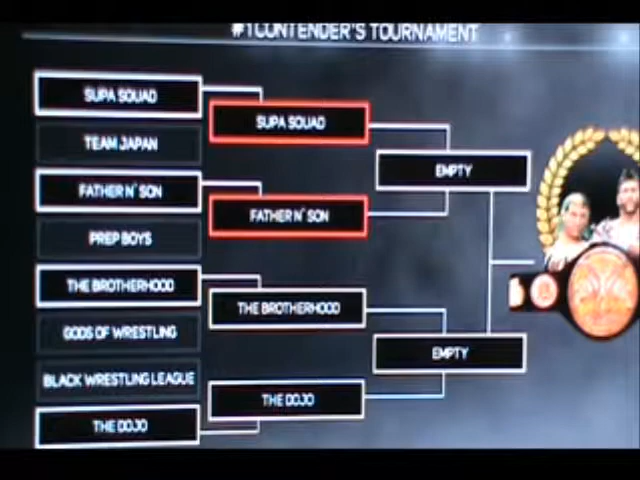 #1 CONTENDER'S TOURNAMENT
SUPA SQUAD
TEAM JAPAN
FATHER N' SON
PREP BOYS
THE BROTHERHOOD
GODS OF WRESTLING
BLACK WRESTLING LEAGUE
THE DOJO
SUPA SQUAD
FATHER N' SON
THE BROTHERHOOD
THE DOJO
EMPTY
EMPTY